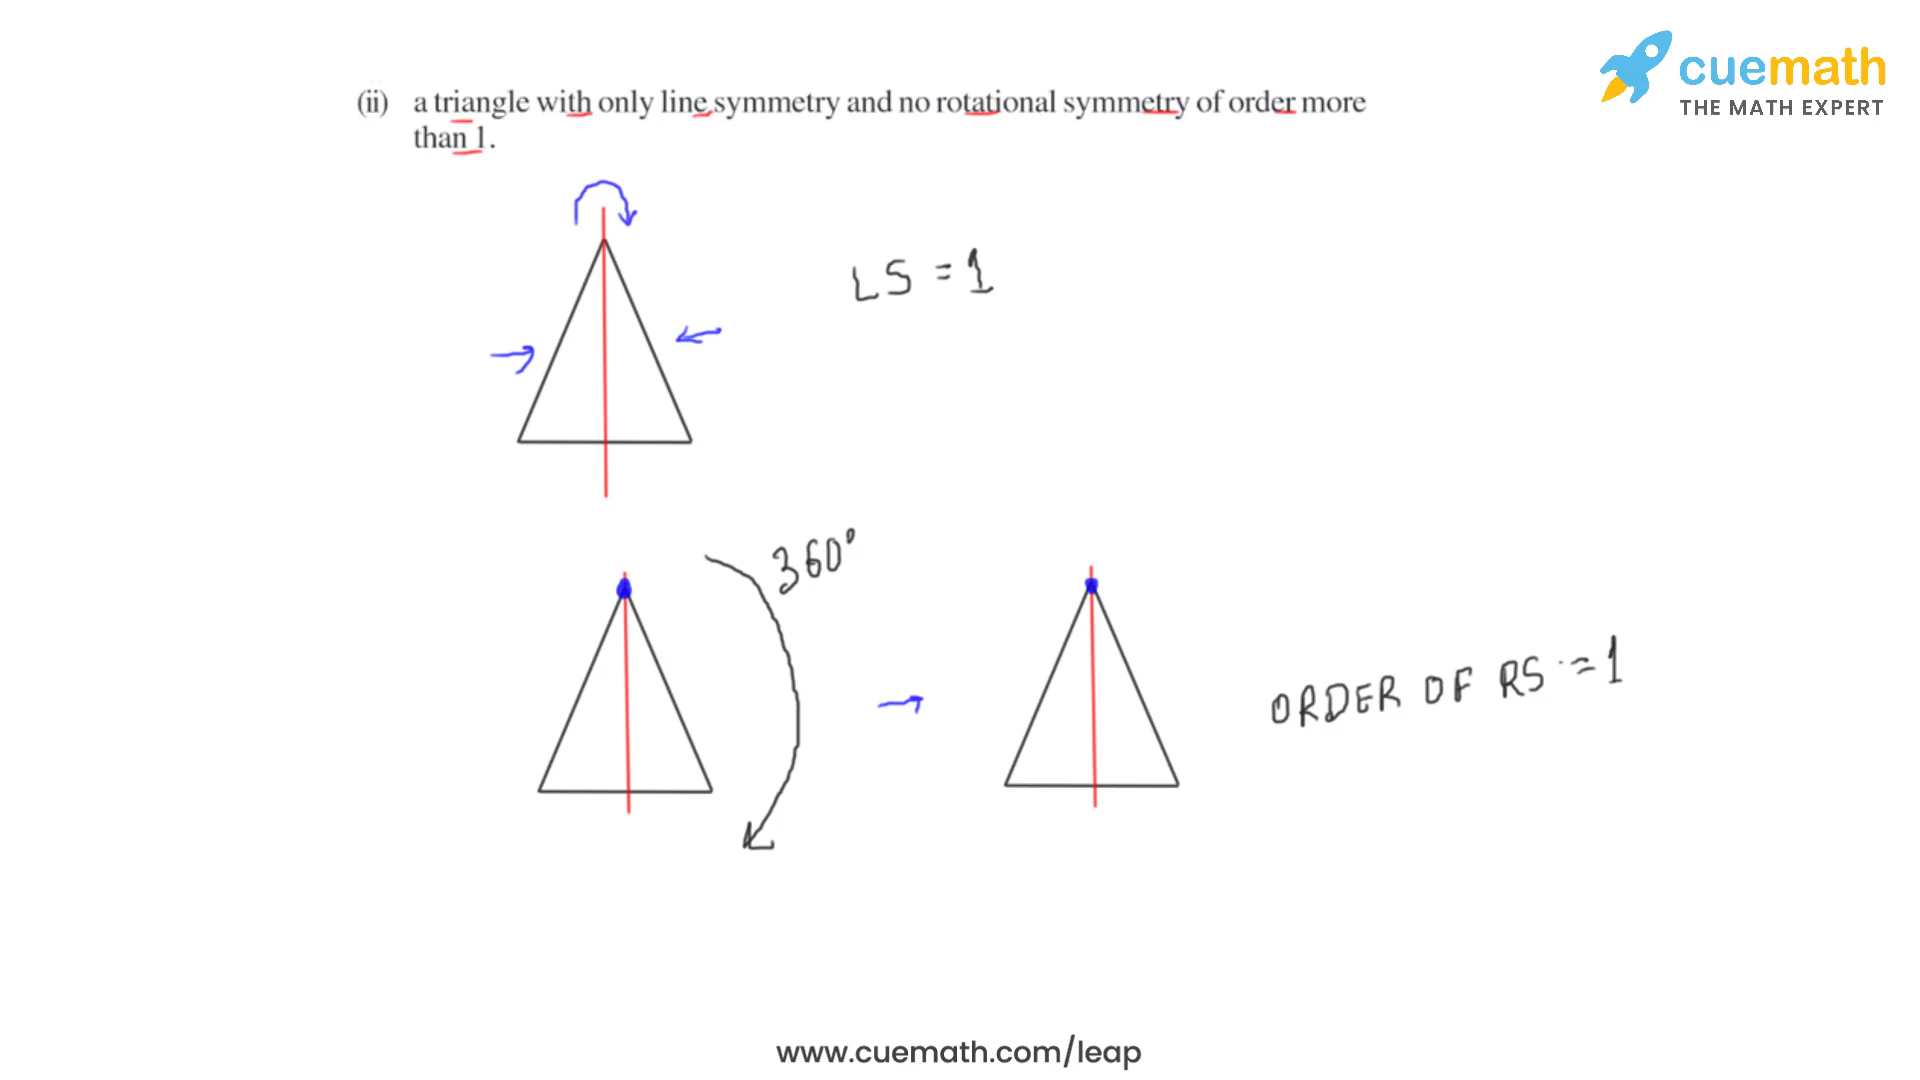 cuemath
THE MATH EXPERT
(ii) a triangle with only line symmetry and no rotational symmetry of order more
than 1.
LS = 1
360°
ORDER OF RS = 1
www.cuemath.com/leap